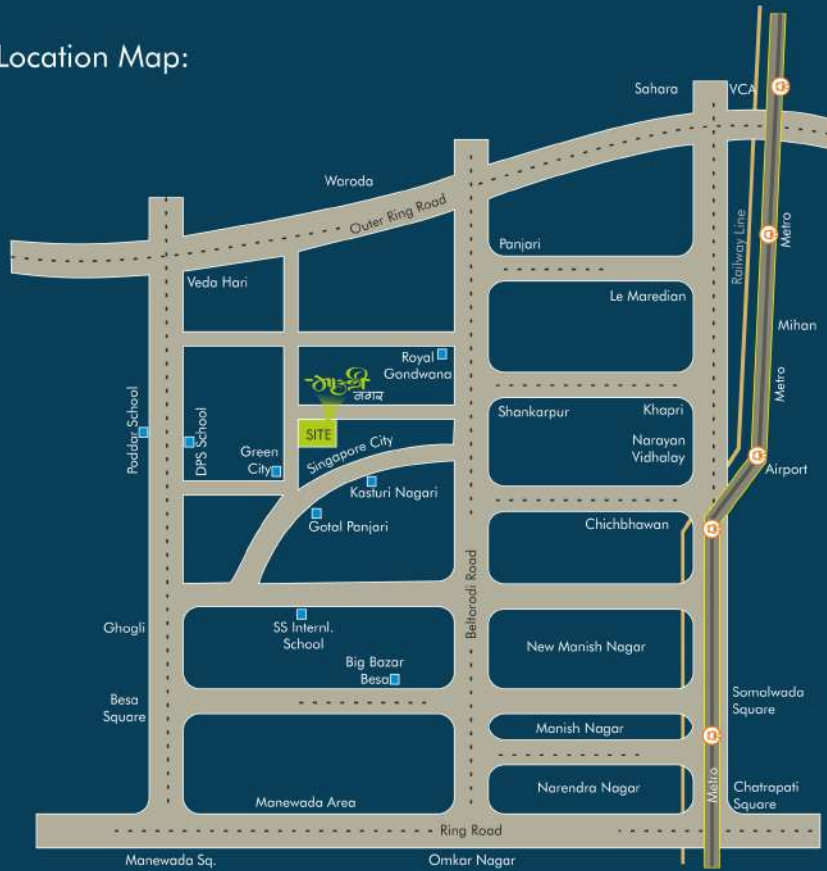 Location Map:
Sahara
VCA
Waroda
Outer Ring Road
Panjari
Railway Line
Metro
Veda Hari
Le Maredian
Mihan
Royal
Gondwana
Metro
माउली
नगर
Poddar School
DPS School
SITE
Shankarpur
Khapri
Green
City
Singapore City
Narayan
Vidhalay
Airport
Kasturi Nagari
Gotal Panjari
Chichbhawan
Beltarodi Road
Ghogli
SS Internl.
School
New Manish Nagar
Big Bazar
Besa
Besa
Square
Somalwada
Square
Manish Nagar
Metro
Narendra Nagar
Chatrapati
Square
Manewada Area
Ring Road
Manewada Sq.
Omkar Nagar